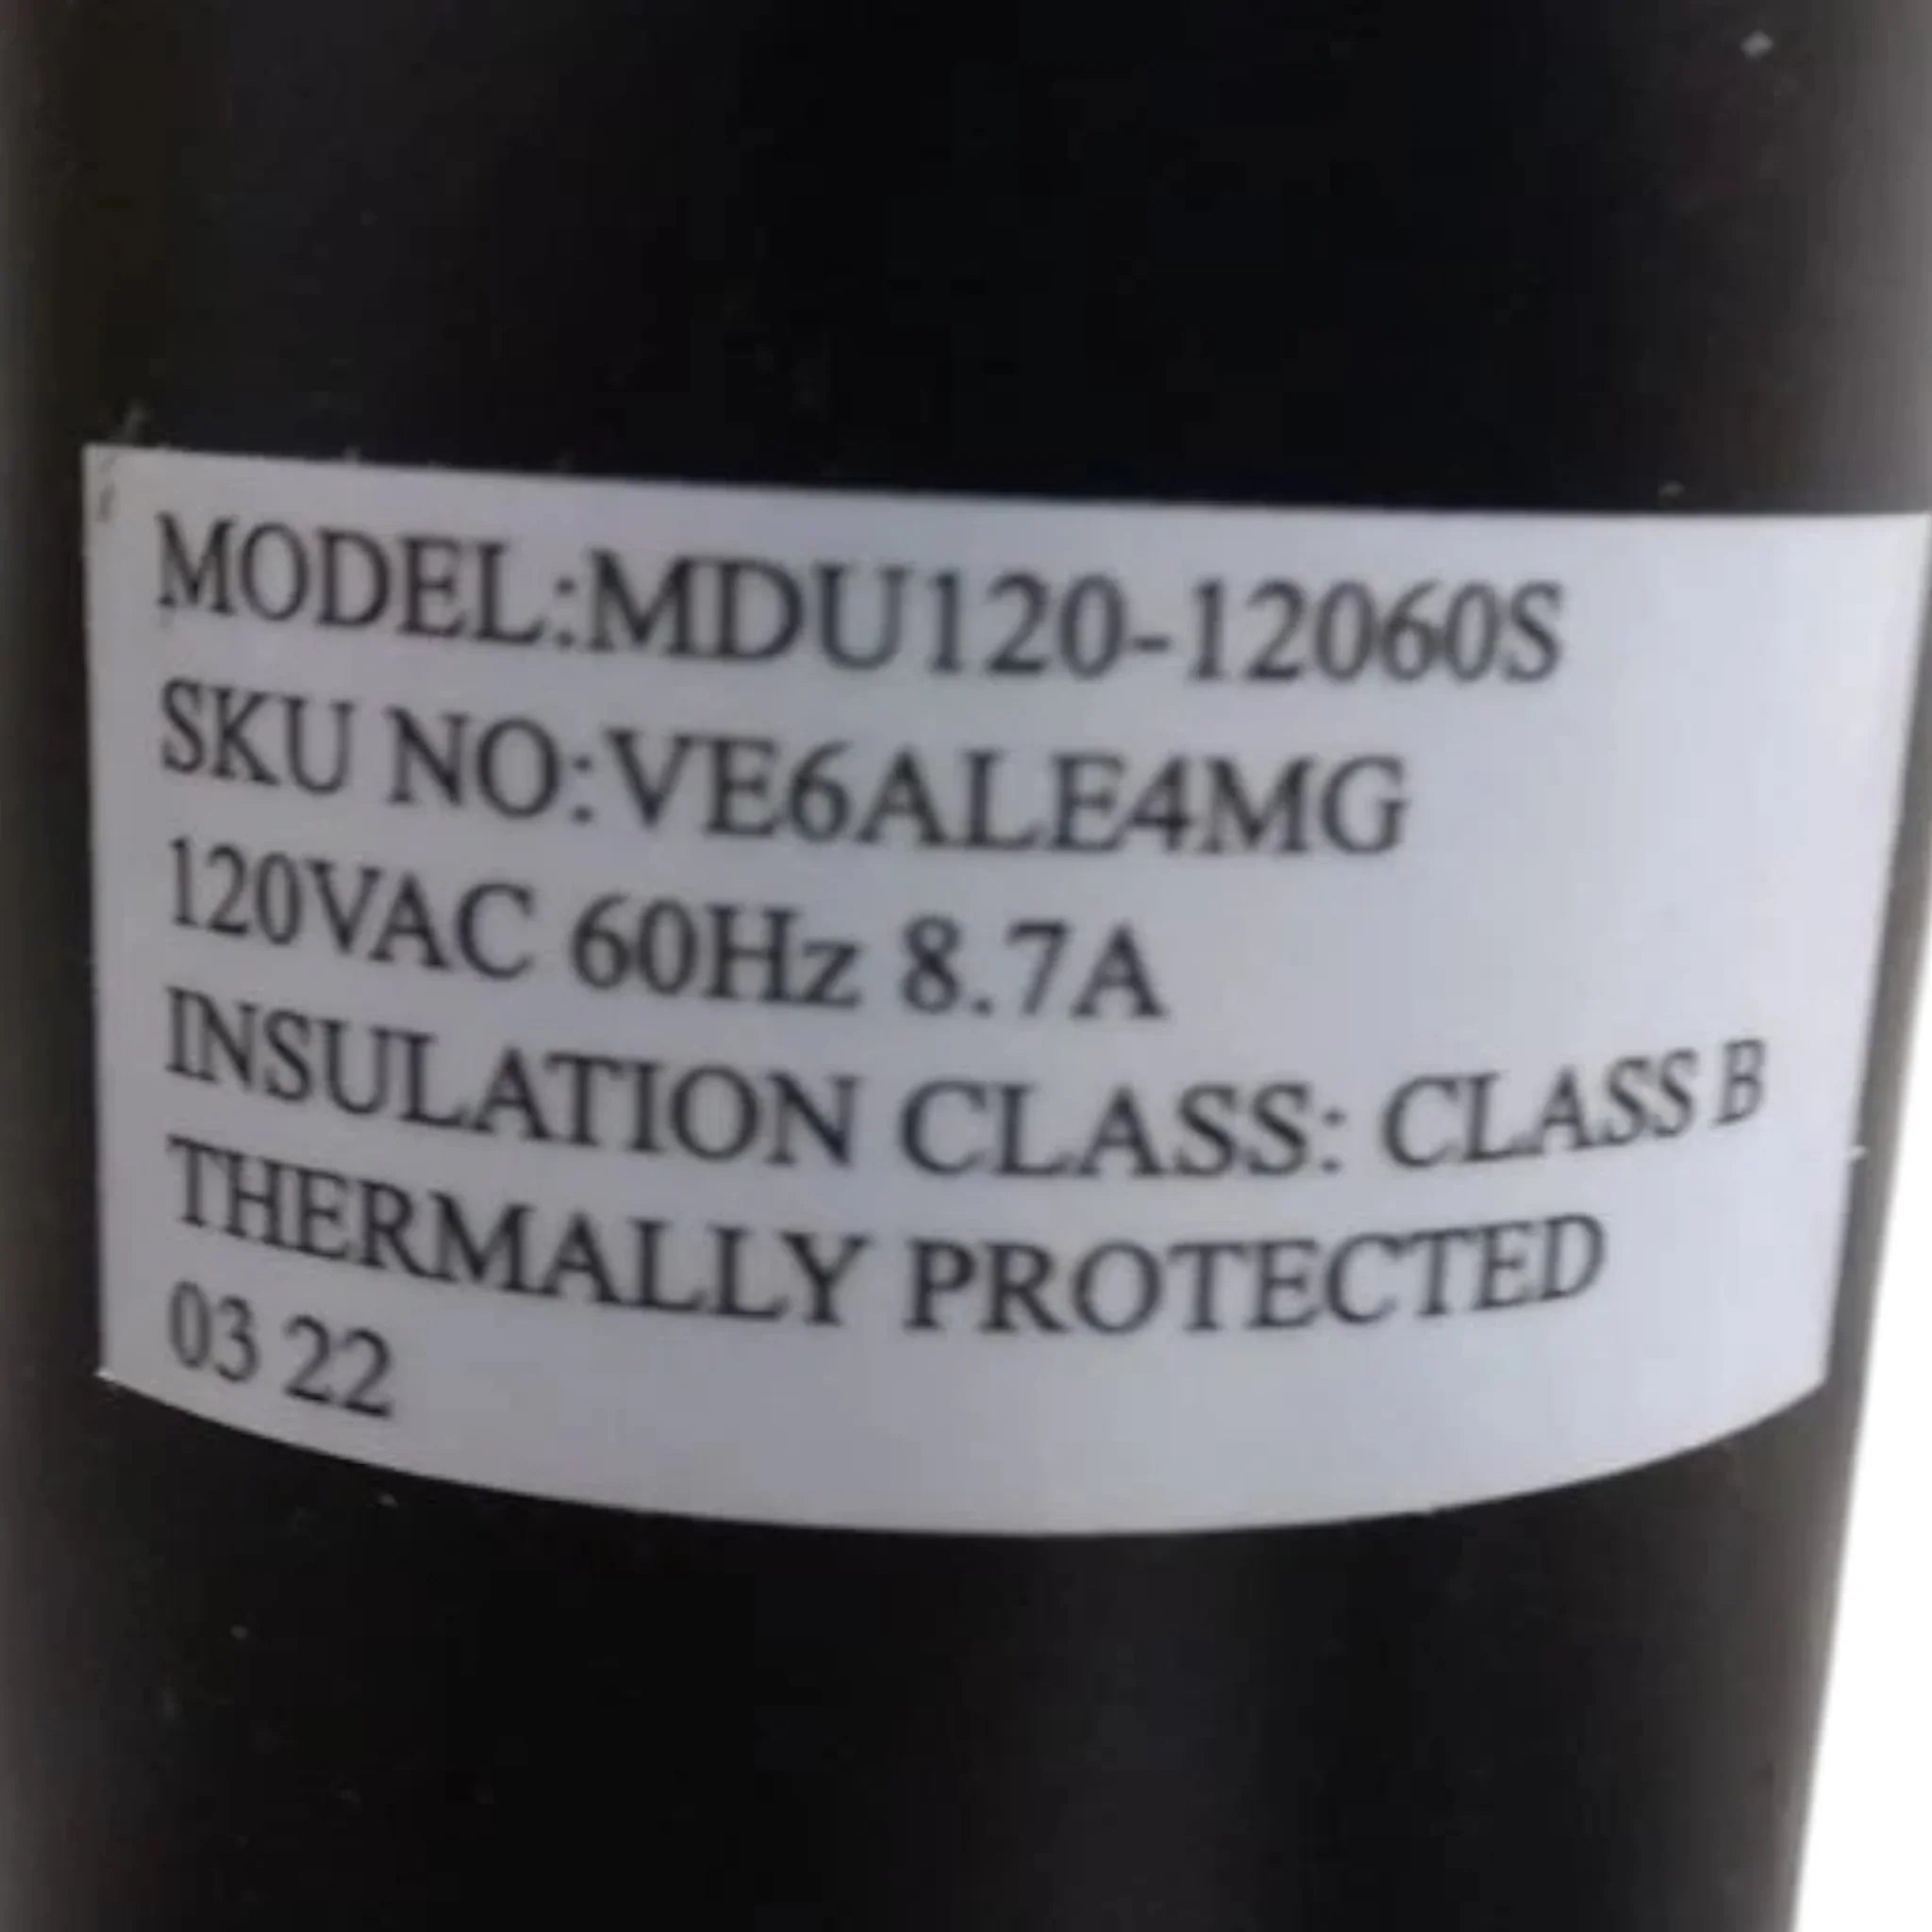 MODEL:MDU120-12060S
SKU NO:VE6ALE4MG
120VAC 60Hz 8.7A
INSULATION CLASS: CLASS B
THERMALLY PROTECTED
03 22